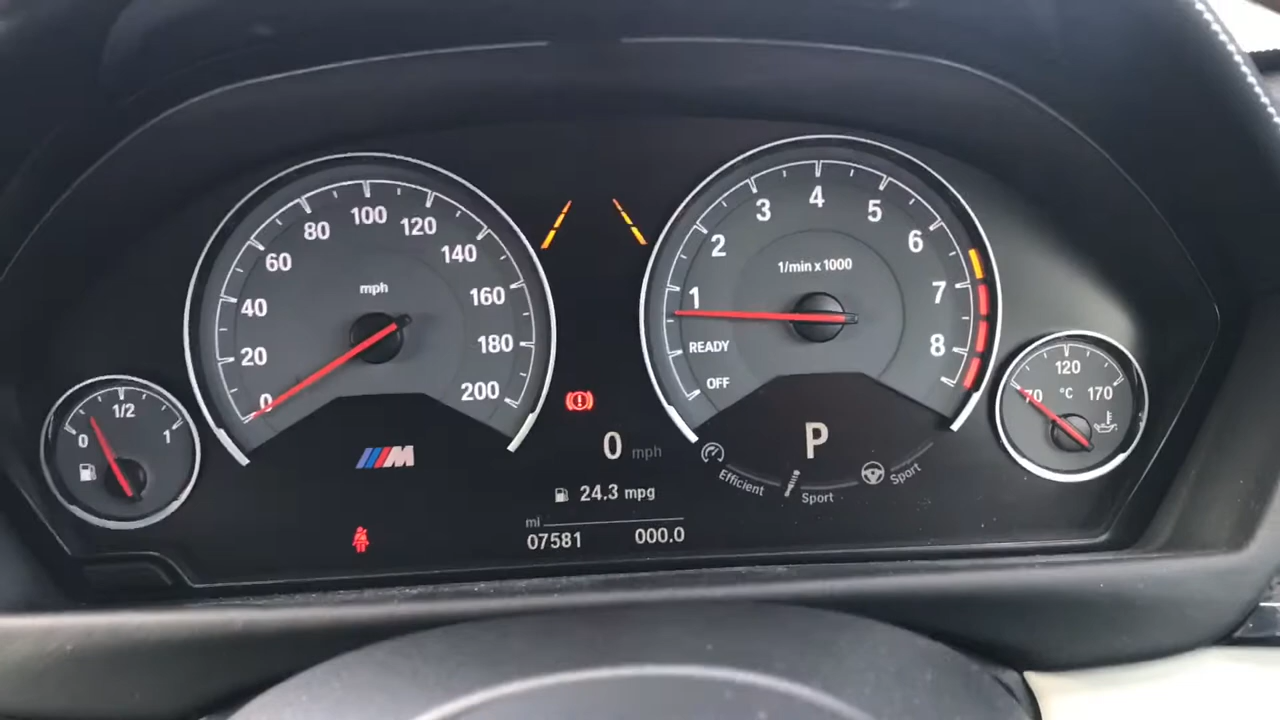 0
20
40
60
80
100
120
140
160
180
200
mph
OFF
READY
1
2
3
4
5
6
7
8
1/min x 1000
0
1/2
1
70
120
170
°C
M
0 mph
24.3 mpg
mi
07581 000.0
P
Efficient
Sport
Sport